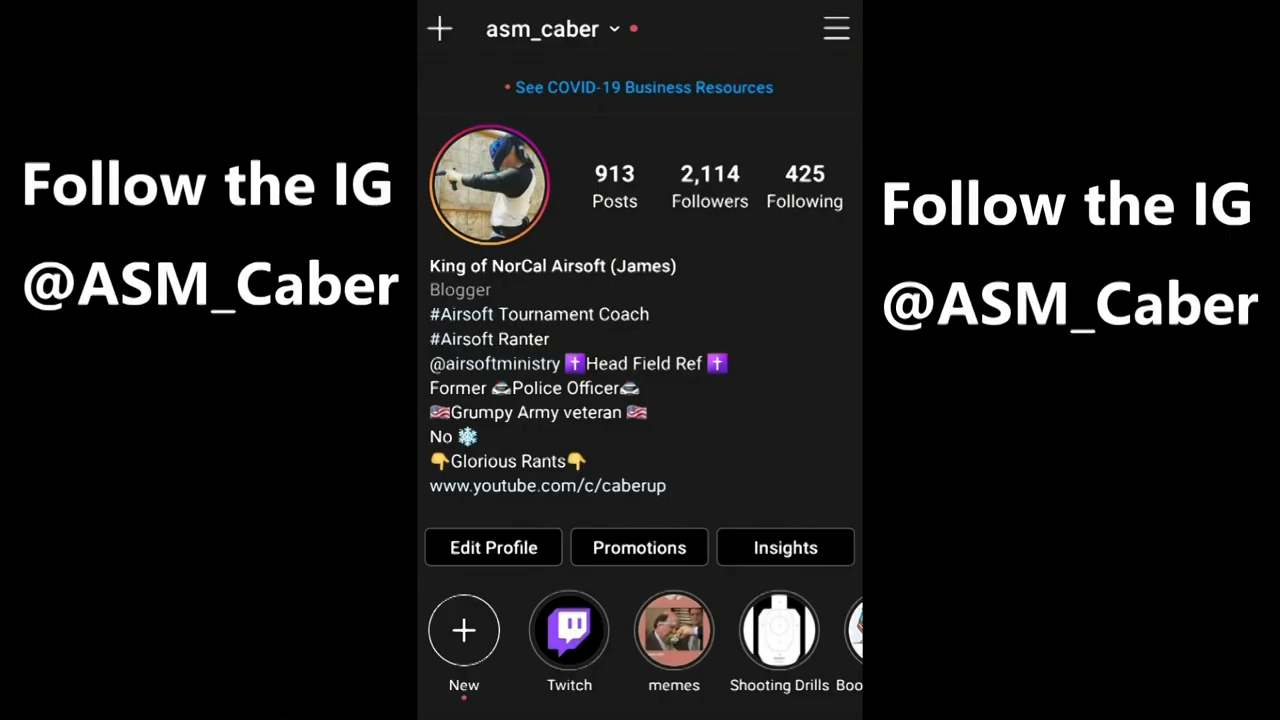 Follow the IG
@ASM_Caber
asm_caber
See COVID-19 Business Resources
913
Posts
2,114
Followers
425
Following
King of NorCal Airsoft (James)
Blogger
#Airsoft Tournament Coach
#Airsoft Ranter
@airsoftministry ✝️Head Field Ref ✝️
Former 🚔Police Officer🚔
🇺🇸Grumpy Army veteran 🇺🇸
No ❄️
👇Glorious Rants👇
www.youtube.com/c/caberup
Edit Profile
Promotions
Insights
New
Twitch
memes
Shooting Drills
Boo
Follow the IG
@ASM_Caber